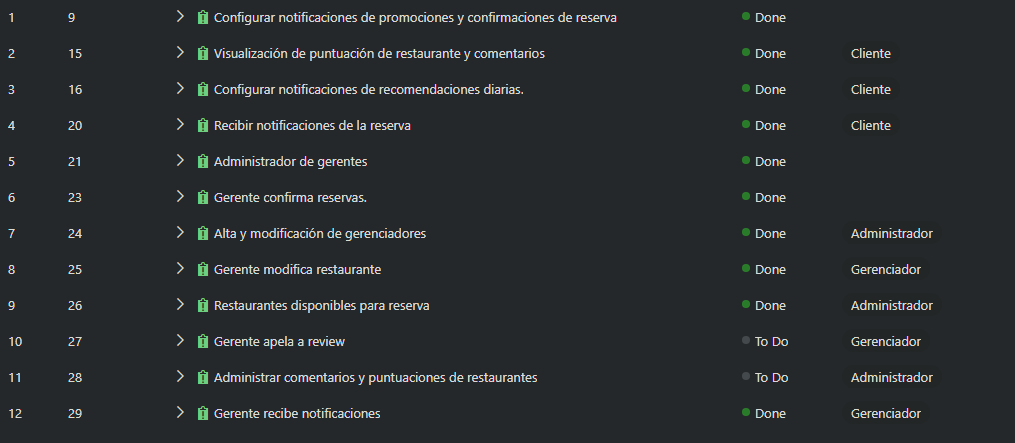 1 9 Configurar notificaciones de promociones y confirmaciones de reserva Done
2 15 Visualización de puntuación de restaurante y comentarios Done Cliente
3 16 Configurar notificaciones de recomendaciones diarias. Done Cliente
4 20 Recibir notificaciones de la reserva Done Cliente
5 21 Administrador de gerentes Done
6 23 Gerente confirma reservas. Done
7 24 Alta y modificación de gerenciadores Done Administrador
8 25 Gerente modifica restaurante Done Gerenciador
9 26 Restaurantes disponibles para reserva Done Administrador
10 27 Gerente apela a review To Do Gerenciador
11 28 Administrar comentarios y puntuaciones de restaurantes To Do Administrador
12 29 Gerente recibe notificaciones Done Gerenciador